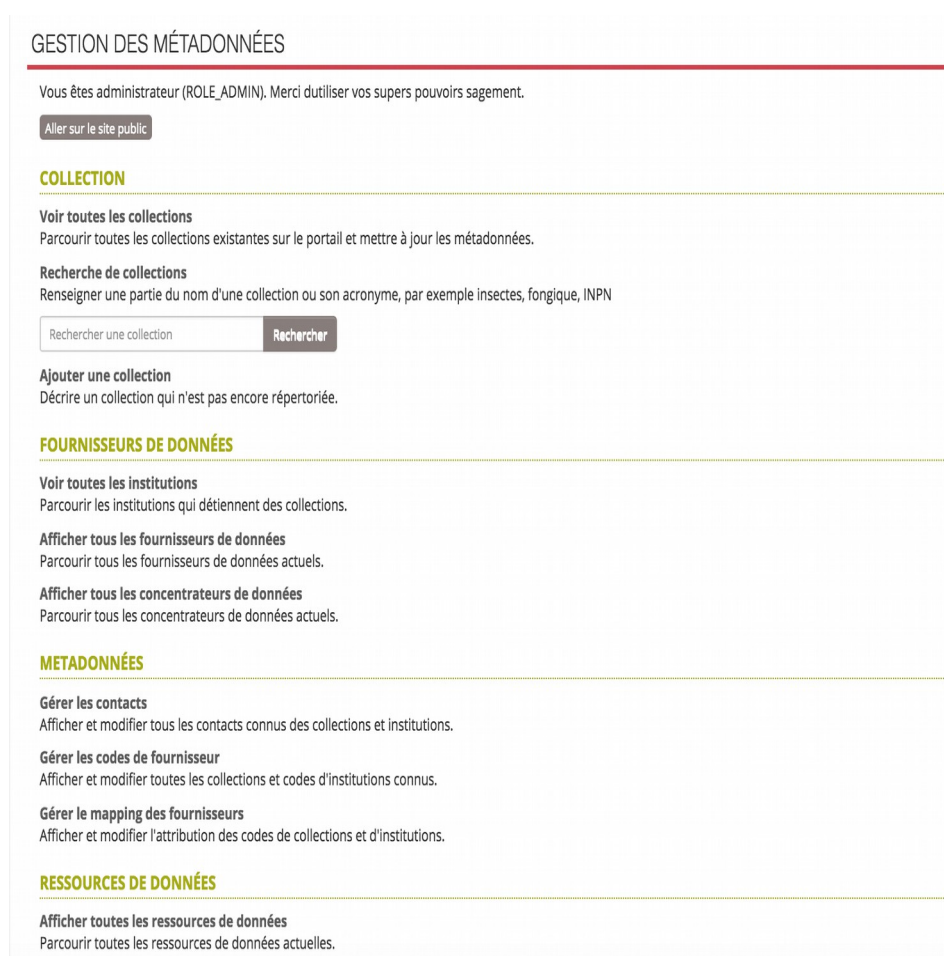 GESTION DES MÉTADONNÉES
Vous êtes administrateur (ROLE_ADMIN). Merci dutiliser vos supers pouvoirs sagement.
Aller sur le site public
COLLECTION
Voir toutes les collections
Parcourir toutes les collections existantes sur le portail et mettre à jour les métadonnées.
Recherche de collections
Renseigner une partie du nom d'une collection ou son acronyme, par exemple insectes, fongique, INPN
Rechercher une collection Rechercher
Ajouter une collection
Décrire un collection qui n'est pas encore répertoriée.
FOURNISSEURS DE DONNÉES
Voir toutes les institutions
Parcourir les institutions qui détiennent des collections.
Afficher tous les fournisseurs de données
Parcourir tous les fournisseurs de données actuels.
Afficher tous les concentrateurs de données
Parcourir tous les concentrateurs de données actuels.
METADONNÉES
Gérer les contacts
Afficher et modifier tous les contacts connus des collections et institutions.
Gérer les codes de fournisseur
Afficher et modifier toutes les collections et codes d'institutions connus.
Gérer le mapping des fournisseurs
Afficher et modifier l'attribution des codes de collections et d'institutions.
RESSOURCES DE DONNÉES
Afficher toutes les ressources de données
Parcourir toutes les ressources de données actuelles.